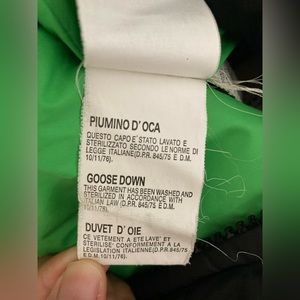 PIUMINO D'OCA
QUESTO CAPO E' STATO LAVATO E
STERILIZZATO SECONDO LE NORME DI
LEGGE ITALIANE (D.P.R. 845/75 E D.M.
10/11/76).
GOOSE DOWN
THIS GARMENT HAS BEEN WASHED AND
STERILIZED IN ACCORDANCE WITH
ITALIAN LAW (D.P.R. 845/75 E D.M.
10/11/76).
DUVET D'OIE
CE VETEMENT A ETE LAVE' ET
STERILISE' CONFORMEMENT A LA
LEGISLATION ITALIENNE (D.P.R. 845/75
E D.M. 10/11/76).